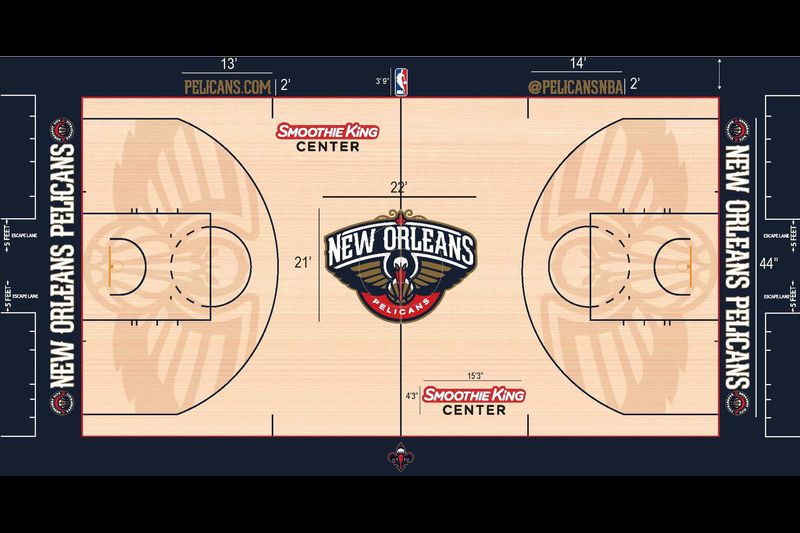 13'
14'
PELICANS.COM
2'
3' 9"
@PELICANSNBA
2'
SMOOTHIE KING
CENTER
NEW ORLEANS PELICANS
NEW ORLEANS PELICANS
22'
21'
NEW ORLEANS
PELICANS
5 FEET
ESCAPE LANE
ESCAPE LANE
5 FEET
ESCAPE LANE
5 FEET
44"
ESCAPE LANE
5 FEET
15'3"
4'3"
SMOOTHIE KING
CENTER